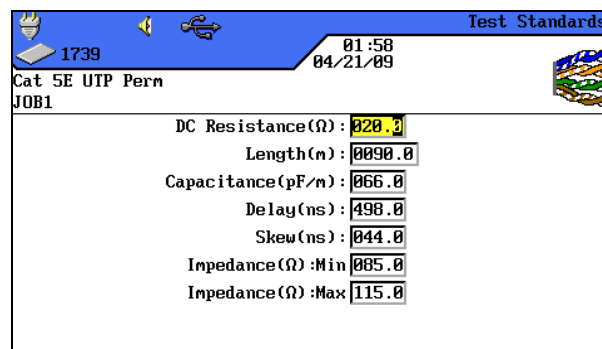 Test Standards
1739
01:58
04/21/09
Cat 5E UTP Perm
JOB1
DC Resistance(Ω):020.0
Length(m):0090.0
Capacitance(pF/m):066.0
Delay(ns):498.0
Skew(ns):044.0
Impedance(Ω):Min 085.0
Impedance(Ω):Max 115.0